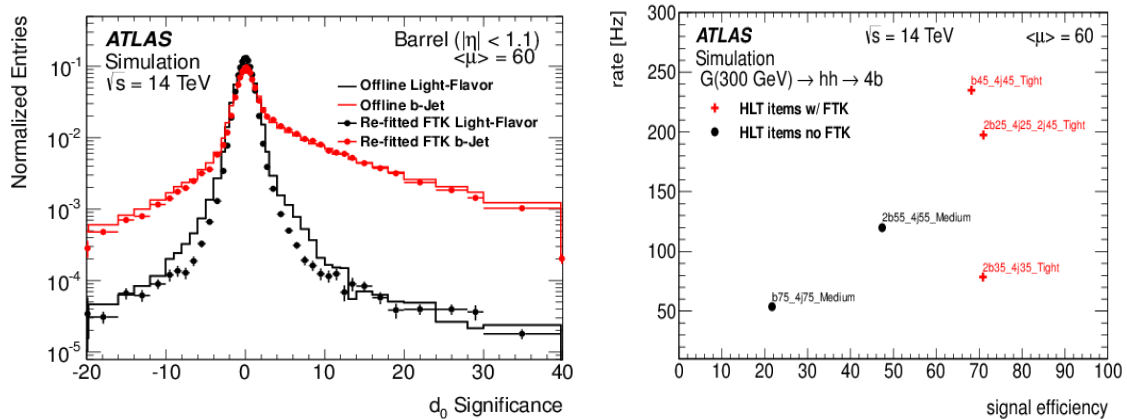 ATLAS
Simulation
√s = 14 TeV
Barrel (|η| < 1.1)
<μ> = 60
Offline Light-Flavor
Offline b-Jet
Re-fitted FTK Light-Flavor
Re-fitted FTK b-Jet
Normalized Entries
10⁻¹
10⁻²
10⁻³
10⁻⁴
10⁻⁵
-20 -10 0 10 20 30 40
d₀ Significance
rate [Hz]
300
250
200
150
100
50
ATLAS √s = 14 TeV <μ> = 60
Simulation
G(300 GeV) → hh → 4b
HLT items w/ FTK
HLT items no FTK
b45_4j45_Tight
2b25_4j25_2j45_Tight
2b55_4j55_Medium
2b35_4j35_Tight
b75_4j75_Medium
0 10 20 30 40 50 60 70 80 90 100
signal efficiency